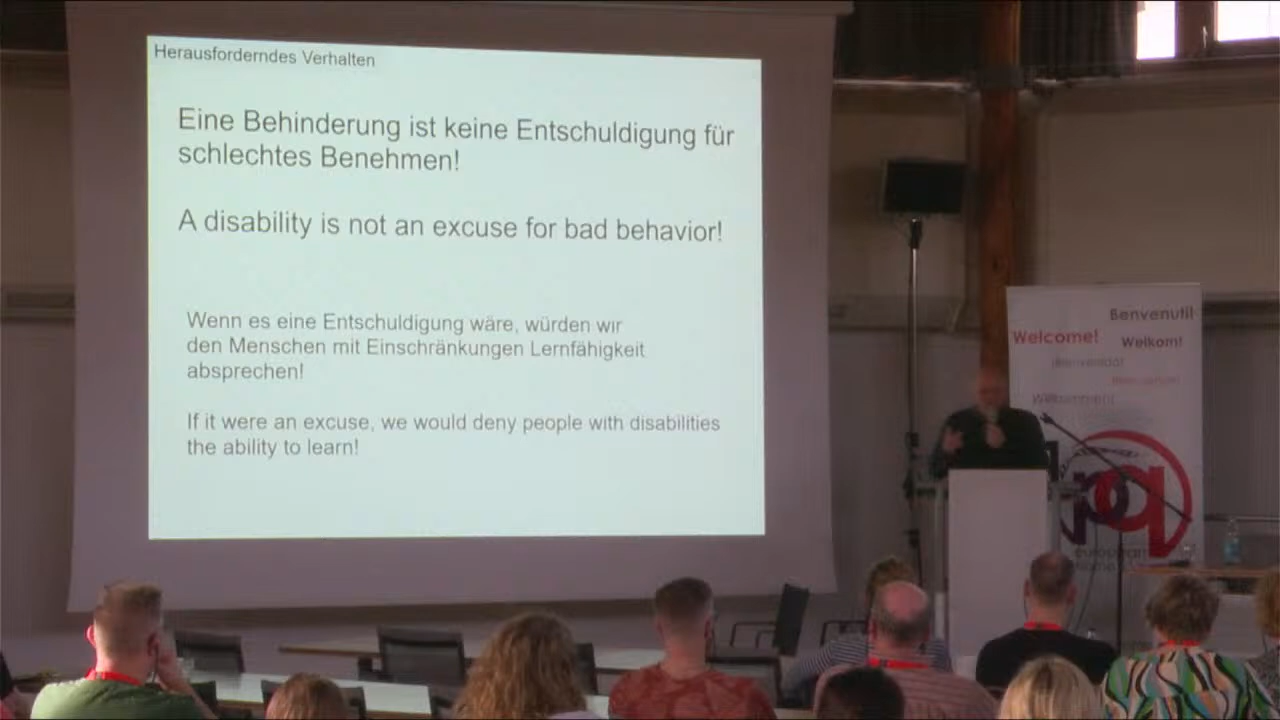 Herausforderndes Verhalten
Eine Behinderung ist keine Entschuldigung für
schlechtes Benehmen!
A disability is not an excuse for bad behavior!
Wenn es eine Entschuldigung wäre, würden wir
den Menschen mit Einschränkungen Lernfähigkeit
absprechen!
If it were an excuse, we would deny people with disabilities
the ability to learn!
Benvenuti!
Welcome!
Welkom!